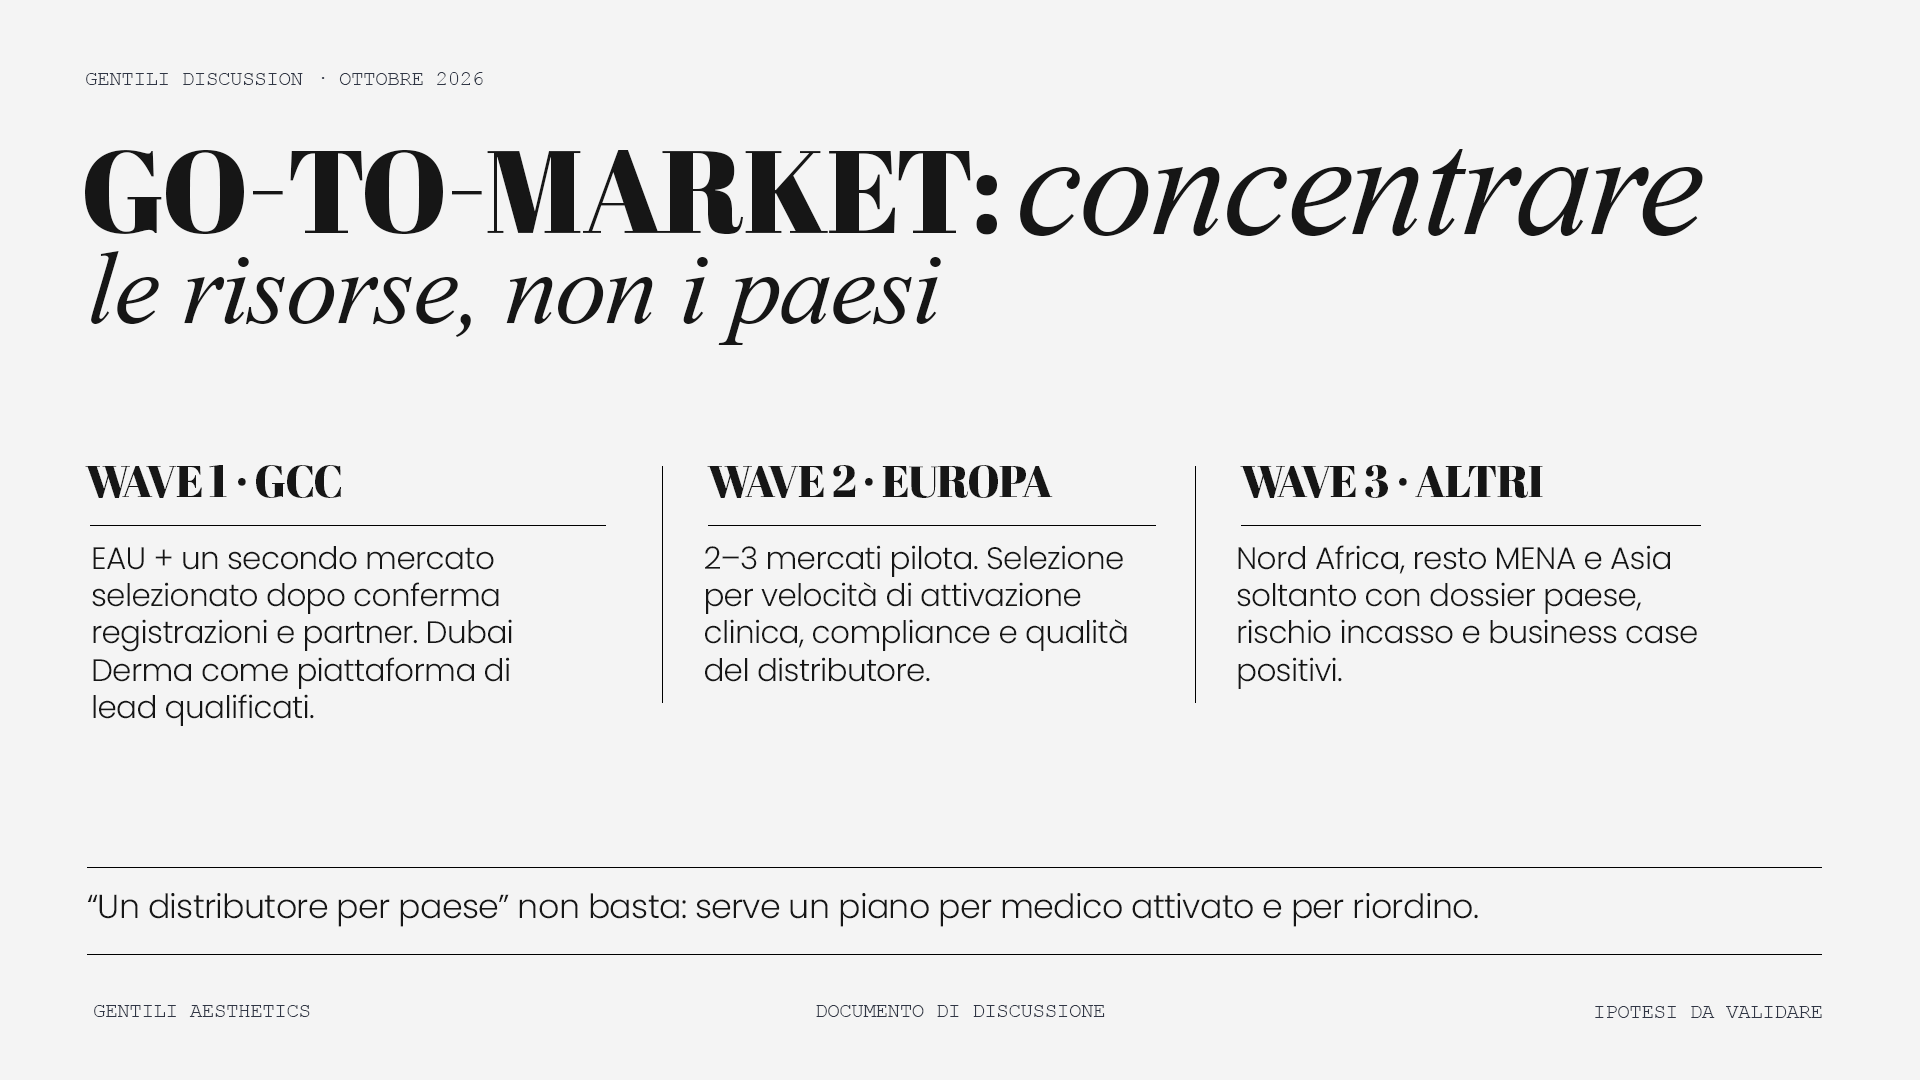 GENTILI DISCUSSION · OTTOBRE 2026
GO-TO-MARKET: concentrare
le risorse, non i paesi
WAVE 1 · GCC
EAU + un secondo mercato
selezionato dopo conferma
registrazioni e partner. Dubai
Derma come piattaforma di
lead qualificati.
WAVE 2 · EUROPA
2–3 mercati pilota. Selezione
per velocità di attivazione
clinica, compliance e qualità
del distributore.
WAVE 3 · ALTRI
Nord Africa, resto MENA e Asia
soltanto con dossier paese,
rischio incasso e business case
positivi.
“Un distributore per paese” non basta: serve un piano per medico attivato e per riordino.
GENTILI AESTHETICS
DOCUMENTO DI DISCUSSIONE
IPOTESI DA VALIDARE